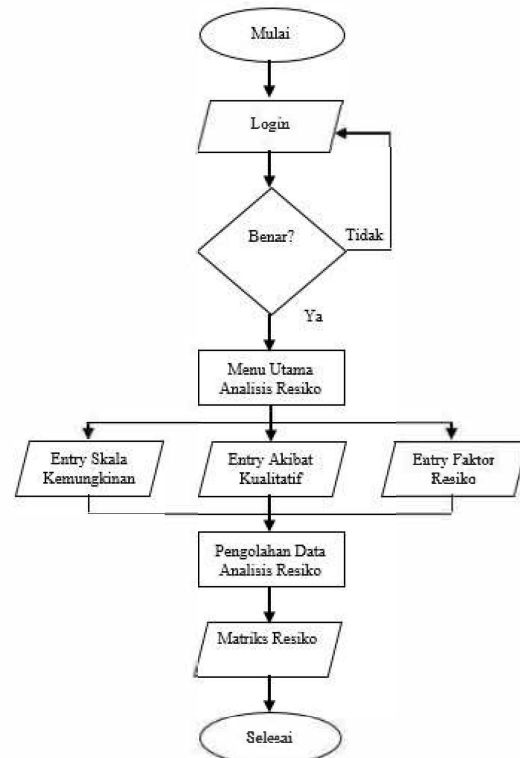 Mulai
Login
Benar?
Tidak
Ya
Menu Utama
Analisis Resiko
Entry Skala
Kemungkinan
Entry Akibat
Kualitatif
Entry Faktor
Resiko
Pengolahan Data
Analisis Resiko
Matriks Resiko
Selesai